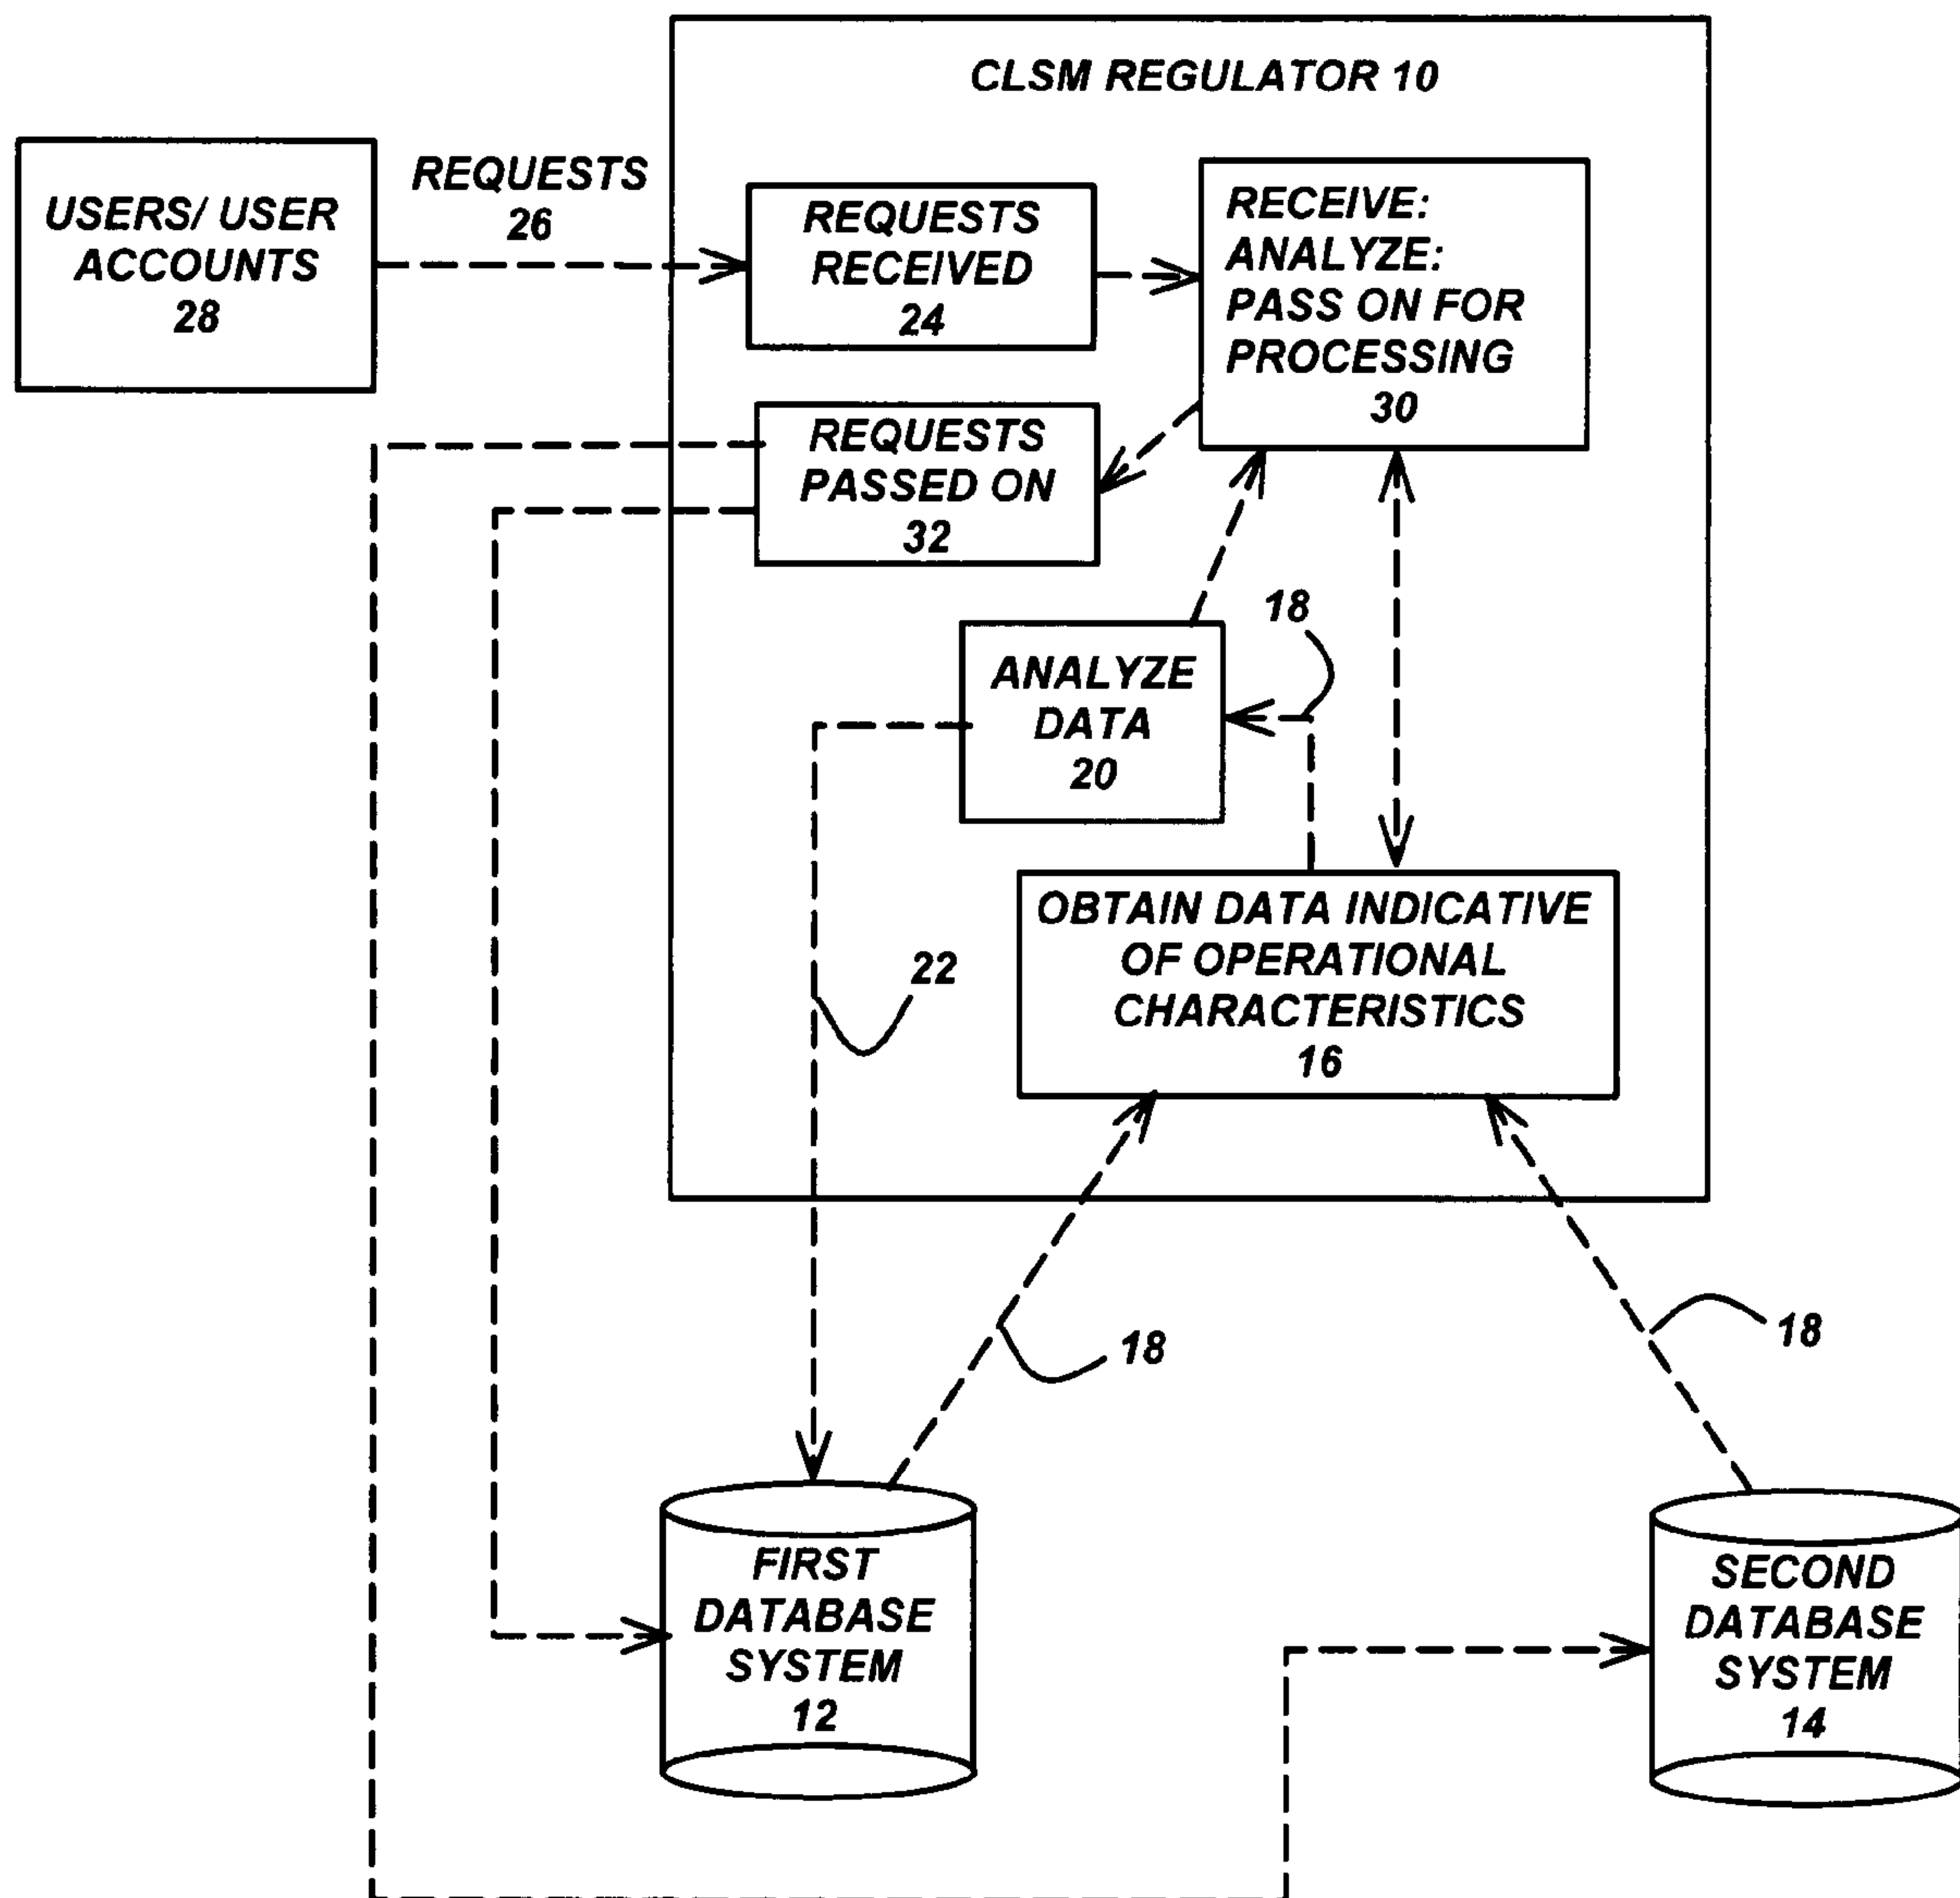 CLSM REGULATOR 10
USERS/ USER
ACCOUNTS
28
REQUESTS
26
REQUESTS
RECEIVED
24
RECEIVE:
ANALYZE:
PASS ON FOR
PROCESSING
30
REQUESTS
PASSED ON
32
18
ANALYZE
DATA
20
OBTAIN DATA INDICATIVE
OF OPERATIONAL
CHARACTERISTICS
16
22
18
18
FIRST
DATABASE
SYSTEM
12
SECOND
DATABASE
SYSTEM
14